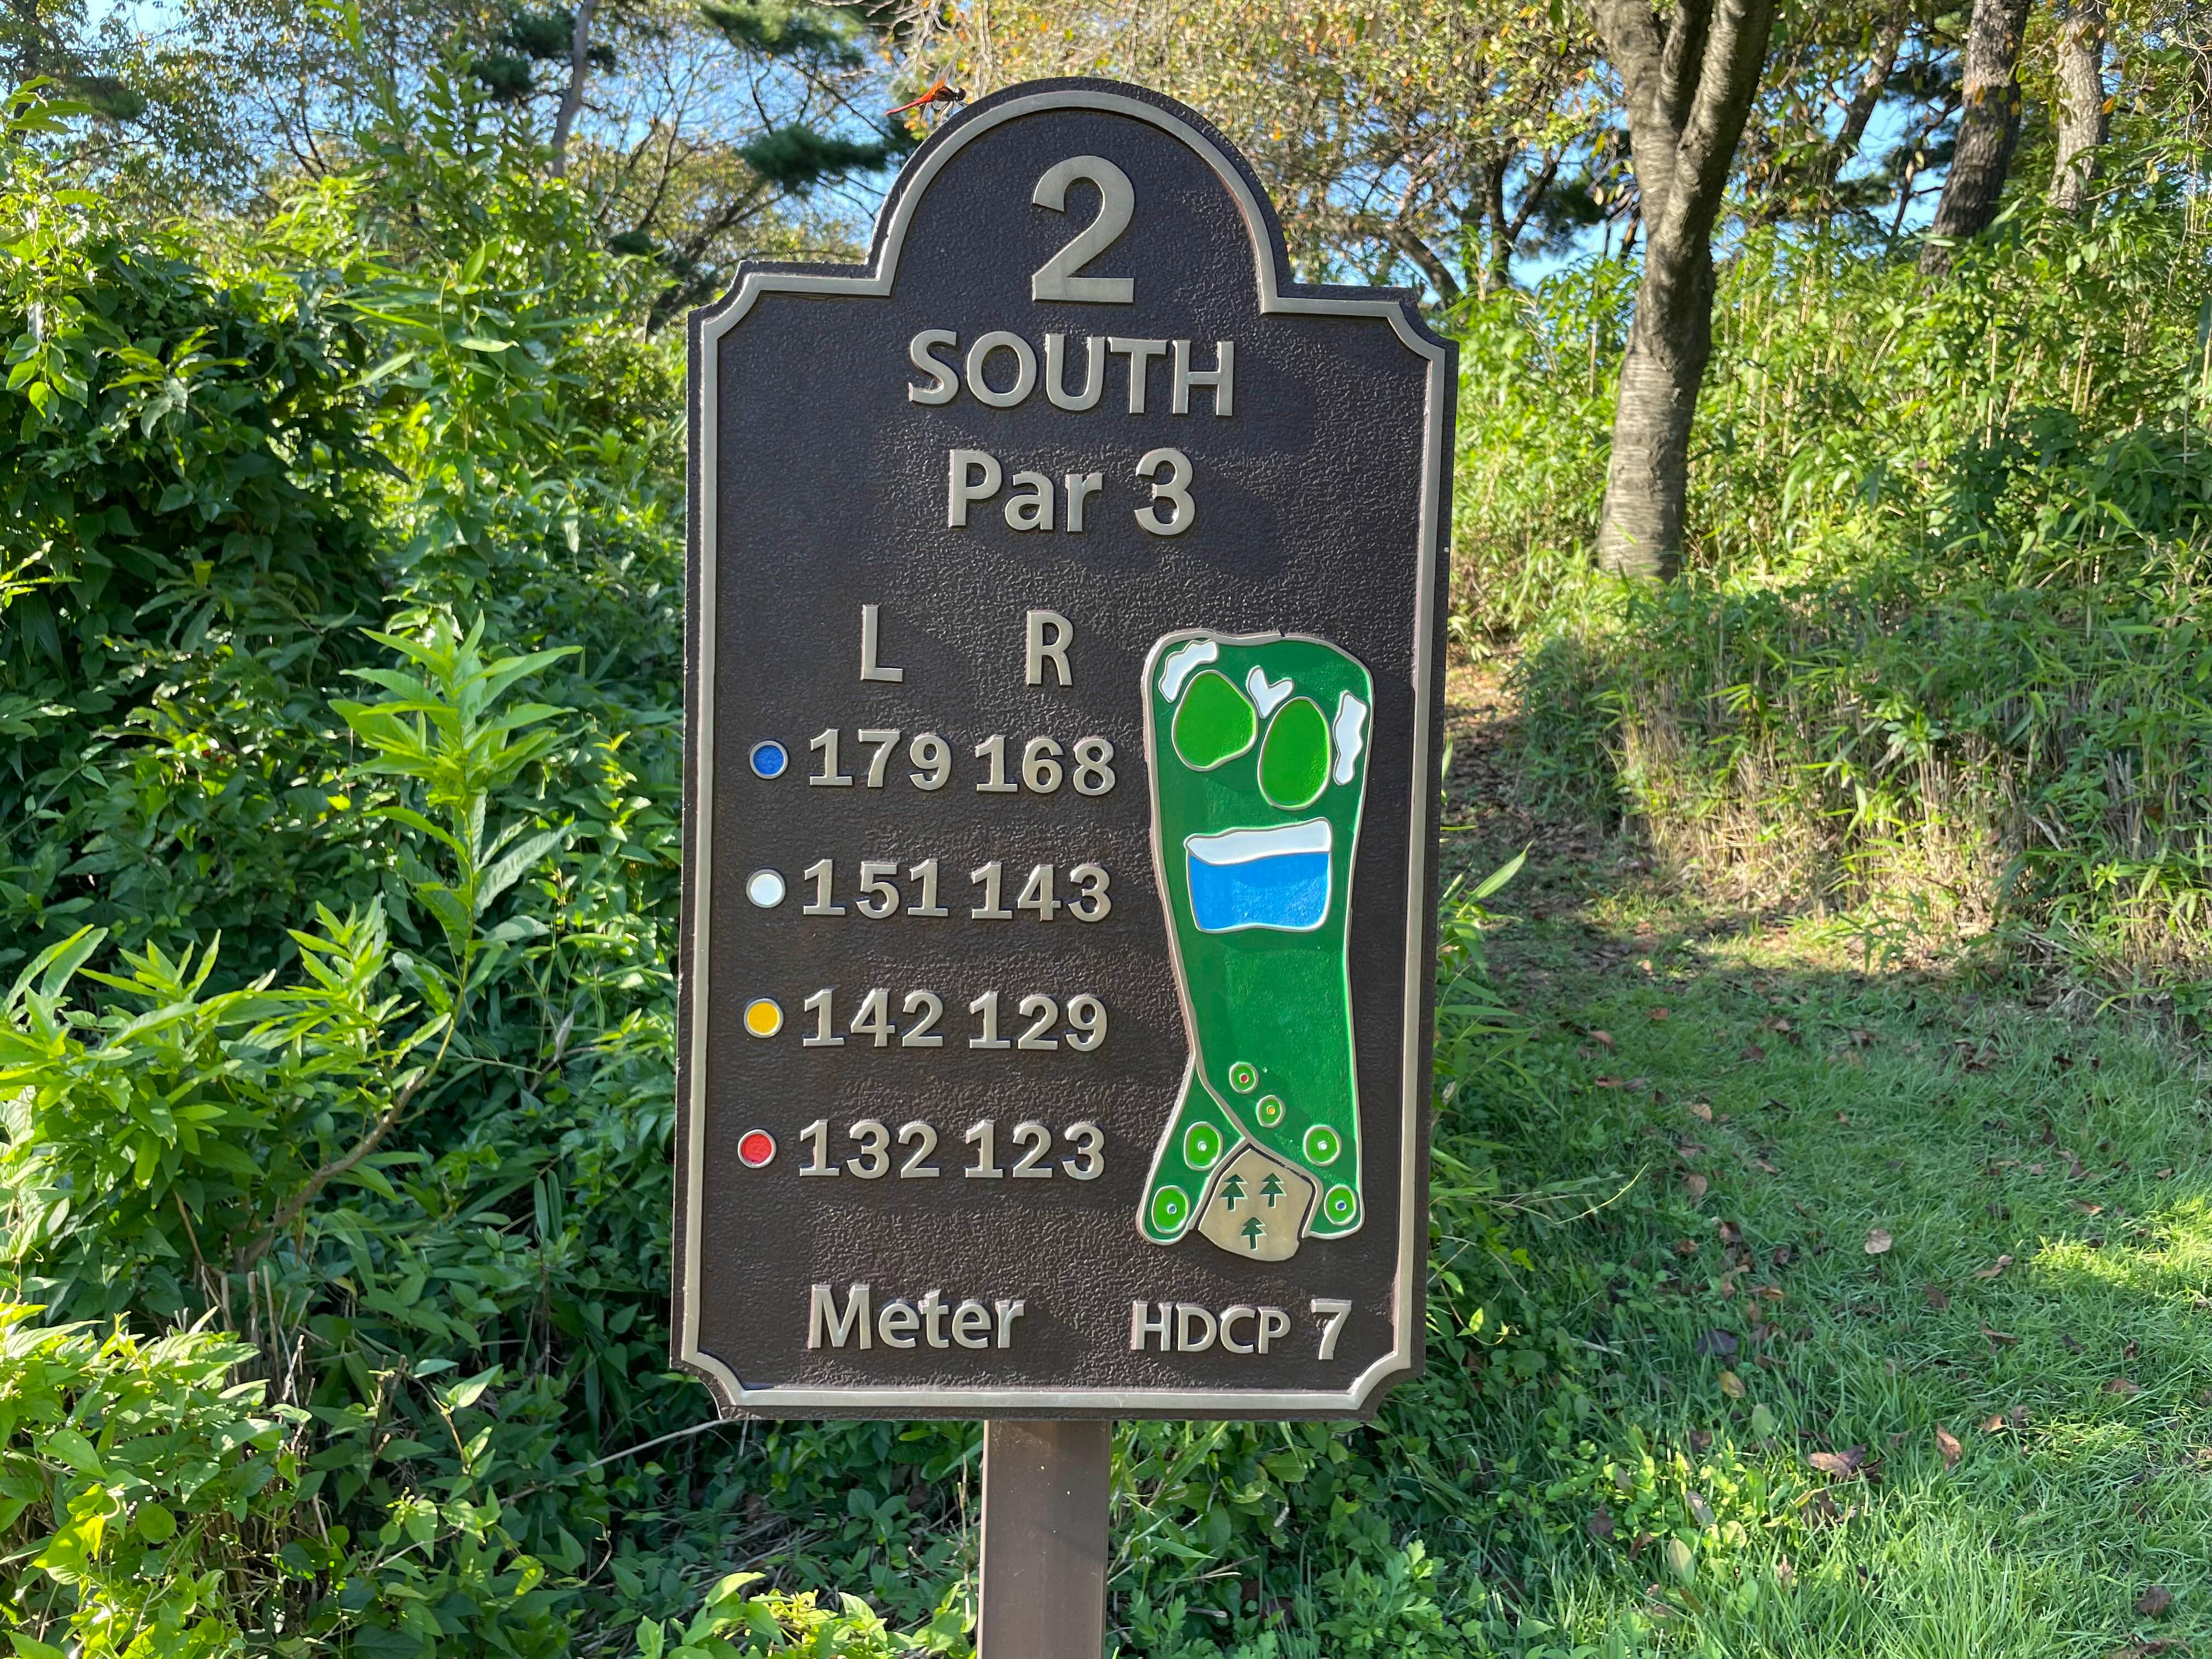 2
SOUTH
Par 3
L R
179 168
151 143
142 129
132 123
Meter HDCP 7